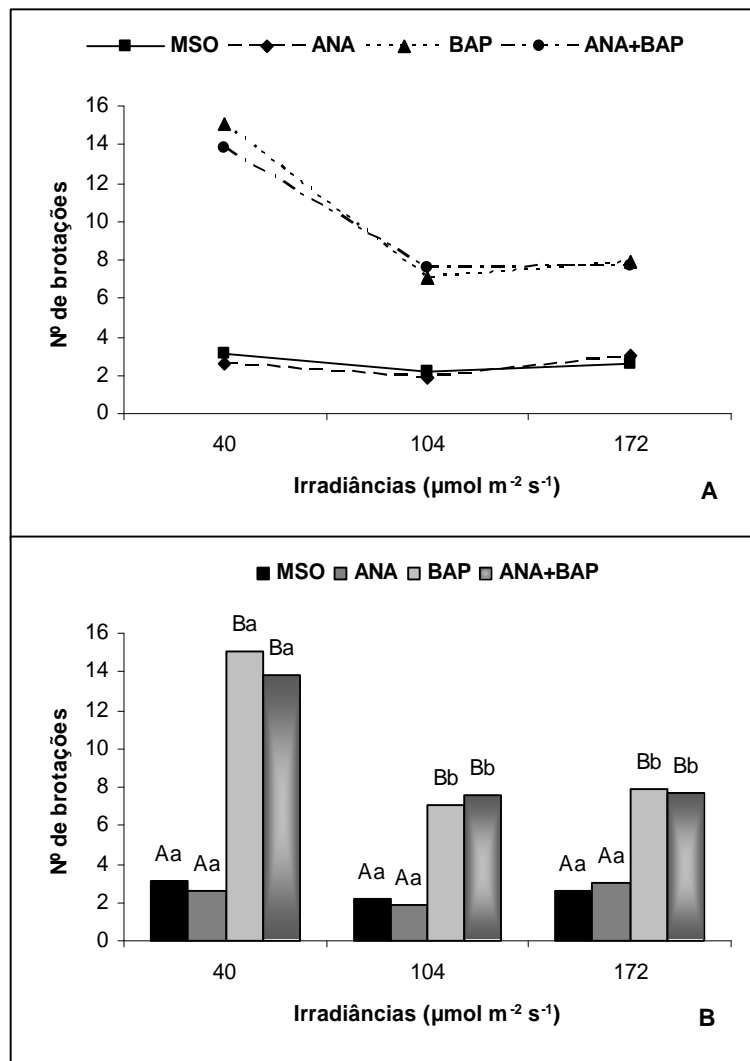 MSO ANA BAP ANA+BAP
16
14
12
10
8
6
4
2
0
Nº de brotações
40 104 172
Irradiâncias (µmol m⁻² s⁻¹)
A
MSO ANA BAP ANA+BAP
16
14
12
10
8
6
4
2
0
Nº de brotações
Aa Aa Ba Ba Aa Aa Bb Bb Aa Aa Bb Bb
40 104 172
Irradiâncias (µmol m⁻² s⁻¹)
B